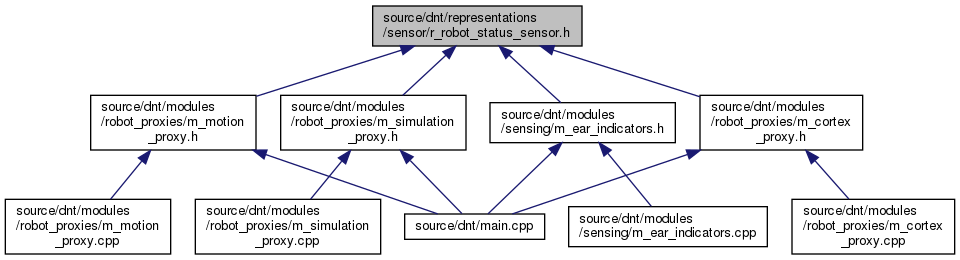 source/dnt/representations
/sensor/r_robot_status_sensor.h
source/dnt/modules
/robot_proxies/m_motion
_proxy.h
source/dnt/modules
/robot_proxies/m_simulation
_proxy.h
source/dnt/modules
/sensing/m_ear_indicators.h
source/dnt/modules
/robot_proxies/m_cortex
_proxy.h
source/dnt/modules
/robot_proxies/m_motion
_proxy.cpp
source/dnt/modules
/robot_proxies/m_simulation
_proxy.cpp
source/dnt/main.cpp
source/dnt/modules
/sensing/m_ear_indicators.cpp
source/dnt/modules
/robot_proxies/m_cortex
_proxy.cpp